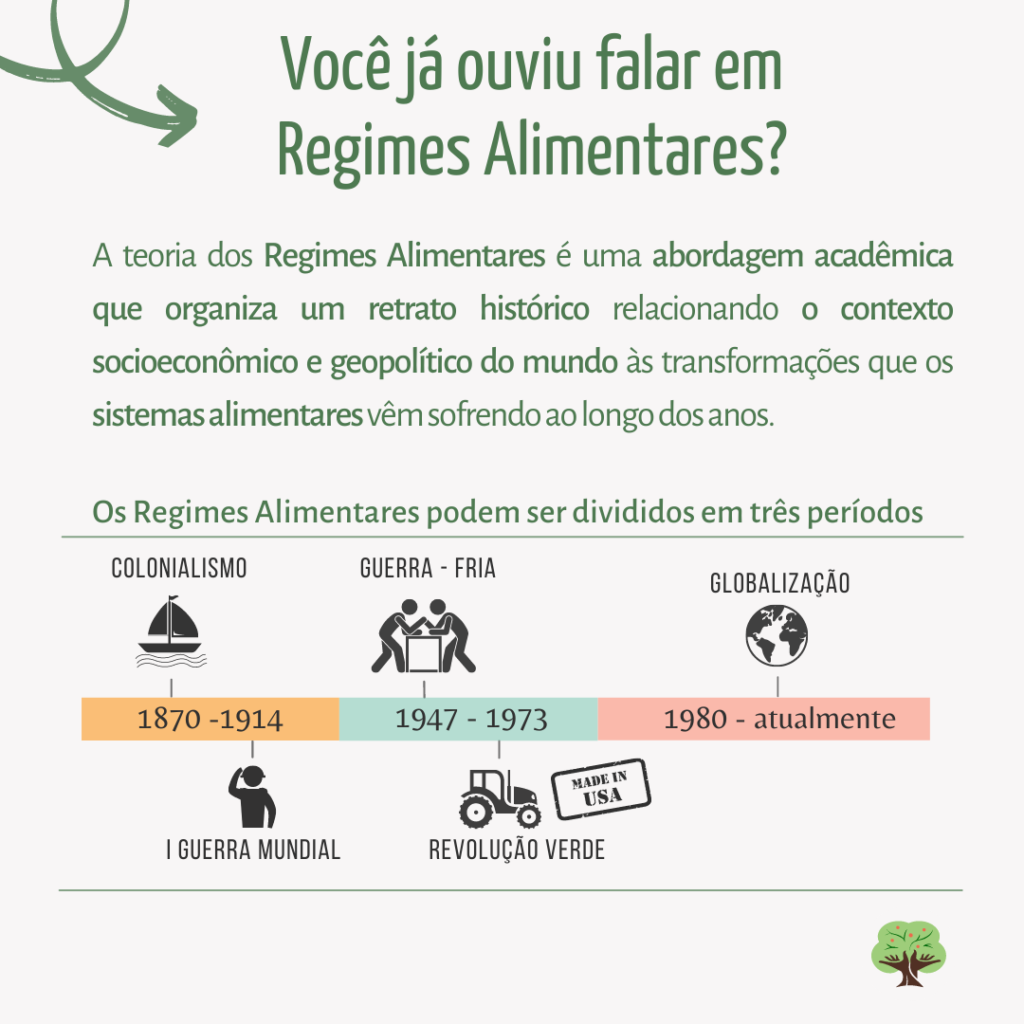 Você já ouviu falar em
Regimes Alimentares?
A teoria dos Regimes Alimentares é uma abordagem acadêmica
que organiza um retrato histórico relacionando o contexto
socioeconômico e geopolítico do mundo às transformações que os
sistemas alimentares vêm sofrendo ao longo dos anos.
Os Regimes Alimentares podem ser divididos em três períodos
COLONIALISMO
GUERRA - FRIA
GLOBALIZAÇÃO
1870 -1914
1947 - 1973
1980 - atualmente
MADE IN
USA
I GUERRA MUNDIAL
REVOLUÇÃO VERDE